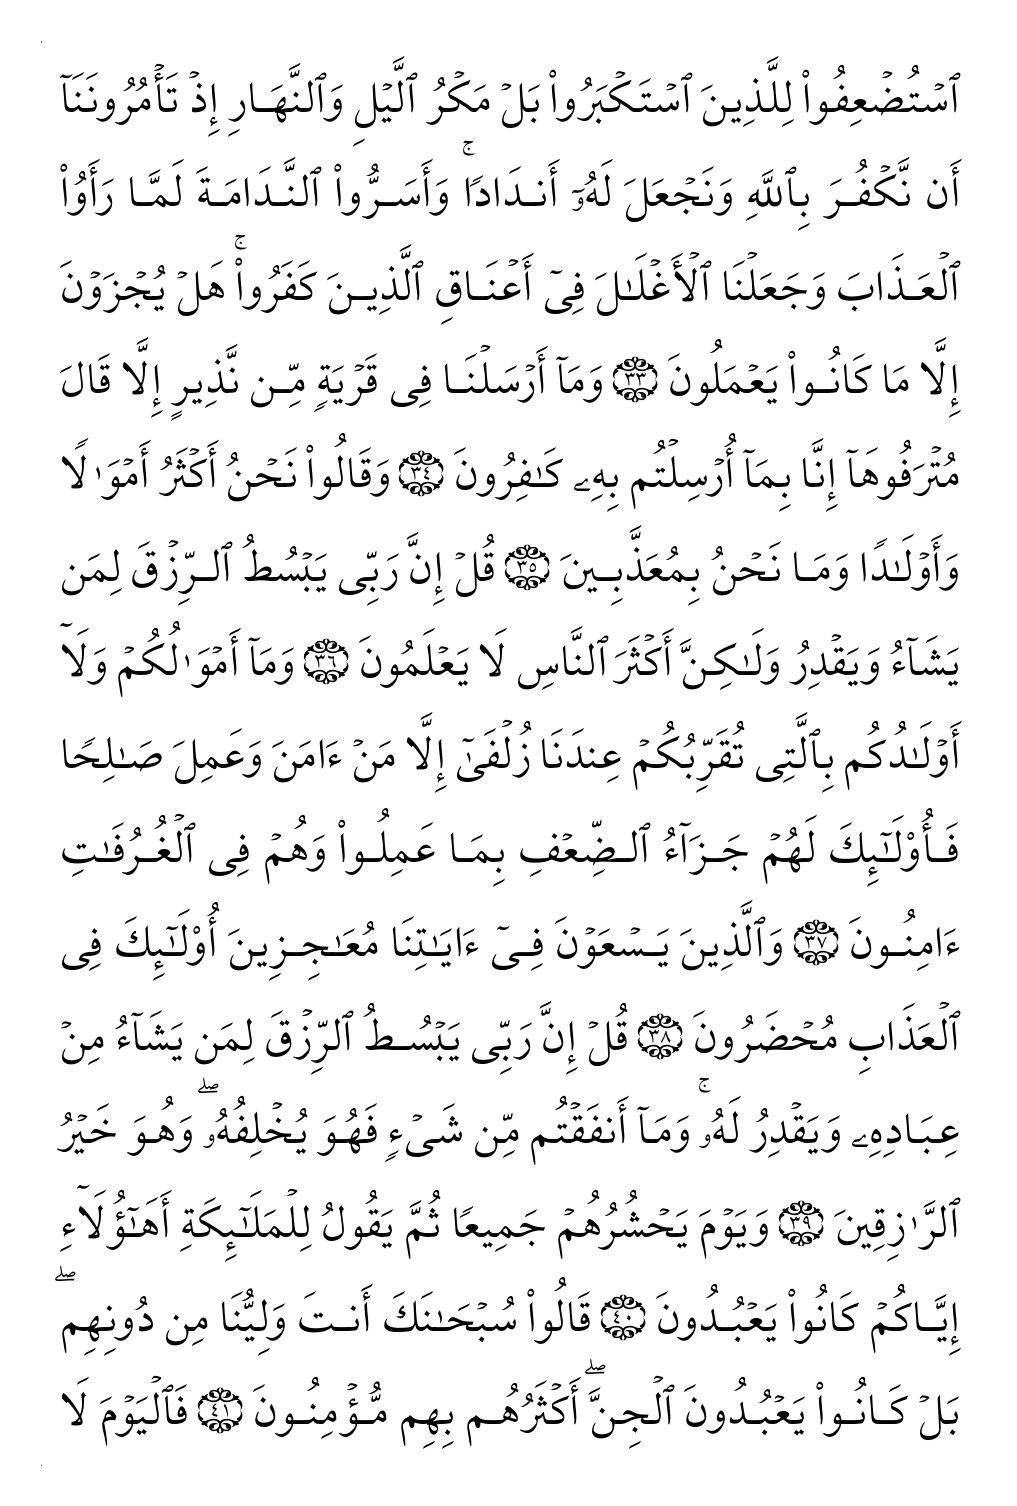 ٱسۡتُضۡعِفُواْ لِلَّذِينَ ٱسۡتَكۡبَرُواْ بَلۡ مَكۡرُ ٱلَّيۡلِ وَٱلنَّهَارِ إِذۡ تَأۡمُرُونَنَآ
أَن نَّكۡفُرَ بِٱللَّهِ وَنَجۡعَلَ لَهُۥٓ أَندَادٗاۚ وَأَسَرُّواْ ٱلنَّدَامَةَ لَمَّا رَأَوُاْ
ٱلۡعَذَابَ وَجَعَلۡنَا ٱلۡأَغۡلَٰلَ فِيٓ أَعۡنَاقِ ٱلَّذِينَ كَفَرُواْۚ هَلۡ يُجۡزَوۡنَ
إِلَّا مَا كَانُواْ يَعۡمَلُونَ ٣٣ وَمَآ أَرۡسَلۡنَا فِي قَرۡيَةٖ مِّن نَّذِيرٍ إِلَّا قَالَ
مُتۡرَفُوهَآ إِنَّا بِمَآ أُرۡسِلۡتُم بِهِۦ كَٰفِرُونَ ٣٤ وَقَالُواْ نَحۡنُ أَكۡثَرُ أَمۡوَٰلٗا
وَأَوۡلَٰدٗا وَمَا نَحۡنُ بِمُعَذَّبِينَ ٣٥ قُلۡ إِنَّ رَبِّي يَبۡسُطُ ٱلرِّزۡقَ لِمَن
يَشَآءُ وَيَقۡدِرُ وَلَٰكِنَّ أَكۡثَرَ ٱلنَّاسِ لَا يَعۡلَمُونَ ٣٦ وَمَآ أَمۡوَٰلُكُمۡ وَلَآ
أَوۡلَٰدُكُم بِٱلَّتِي تُقَرِّبُكُمۡ عِندَنَا زُلۡفَىٰٓ إِلَّا مَنۡ ءَامَنَ وَعَمِلَ صَٰلِحٗا
فَأُوْلَٰٓئِكَ لَهُمۡ جَزَآءُ ٱلضِّعۡفِ بِمَا عَمِلُواْ وَهُمۡ فِي ٱلۡغُرُفَٰتِ
ءَامِنُونَ ٣٧ وَٱلَّذِينَ يَسۡعَوۡنَ فِيٓ ءَايَٰتِنَا مُعَٰجِزِينَ أُوْلَٰٓئِكَ فِي
ٱلۡعَذَابِ مُحۡضَرُونَ ٣٨ قُلۡ إِنَّ رَبِّي يَبۡسُطُ ٱلرِّزۡقَ لِمَن يَشَآءُ مِنۡ
عِبَادِهِۦ وَيَقۡدِرُ لَهُۥۚ وَمَآ أَنفَقۡتُم مِّن شَيۡءٖ فَهُوَ يُخۡلِفُهُۥۖ وَهُوَ خَيۡرُ
ٱلرَّٰزِقِينَ ٣٩ وَيَوۡمَ يَحۡشُرُهُمۡ جَمِيعٗا ثُمَّ يَقُولُ لِلۡمَلَٰٓئِكَةِ أَهَٰٓؤُلَآءِ
إِيَّاكُمۡ كَانُواْ يَعۡبُدُونَ ٤٠ قَالُواْ سُبۡحَٰنَكَ أَنتَ وَلِيُّنَا مِن دُونِهِمۖ
بَلۡ كَانُواْ يَعۡبُدُونَ ٱلۡجِنَّۖ أَكۡثَرُهُم بِهِم مُّؤۡمِنُونَ ٤١ فَٱلۡيَوۡمَ لَا